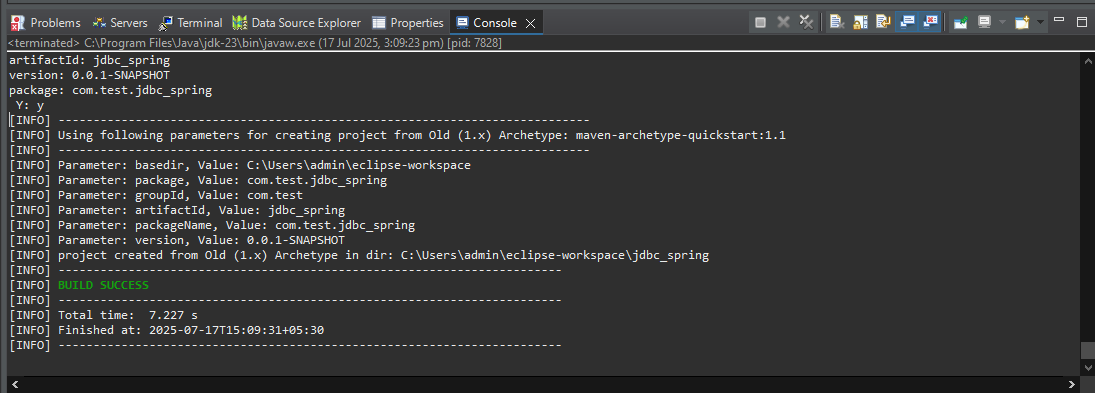 Problems Servers Terminal Data Source Explorer Properties Console
<terminated> C:\Program Files\Java\jdk-23\bin\javaw.exe (17 Jul 2025, 3:09:23 pm) [pid: 7828]
artifactId: jdbc_spring
version: 0.0.1-SNAPSHOT
package: com.test.jdbc_spring
 Y: y
[INFO] ----------------------------------------------------------------------------
[INFO] Using following parameters for creating project from Old (1.x) Archetype: maven-archetype-quickstart:1.1
[INFO] ----------------------------------------------------------------------------
[INFO] Parameter: basedir, Value: C:\Users\admin\eclipse-workspace
[INFO] Parameter: package, Value: com.test.jdbc_spring
[INFO] Parameter: groupId, Value: com.test
[INFO] Parameter: artifactId, Value: jdbc_spring
[INFO] Parameter: packageName, Value: com.test.jdbc_spring
[INFO] Parameter: version, Value: 0.0.1-SNAPSHOT
[INFO] project created from Old (1.x) Archetype in dir: C:\Users\admin\eclipse-workspace\jdbc_spring
[INFO] ------------------------------------------------------------------------
[INFO] BUILD SUCCESS
[INFO] ------------------------------------------------------------------------
[INFO] Total time:  7.227 s
[INFO] Finished at: 2025-07-17T15:09:31+05:30
[INFO] ------------------------------------------------------------------------